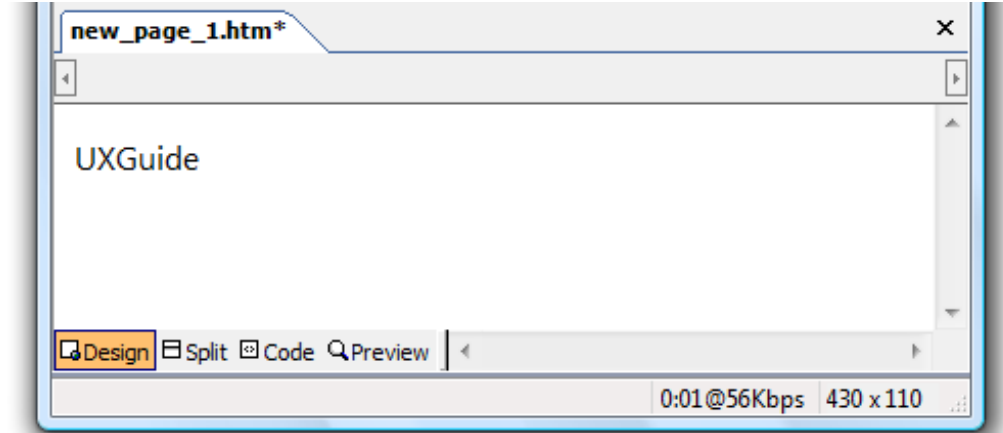 new_page_1.htm*
UXGuide
Design Split Code Preview
0:01@56Kbps 430 x 110